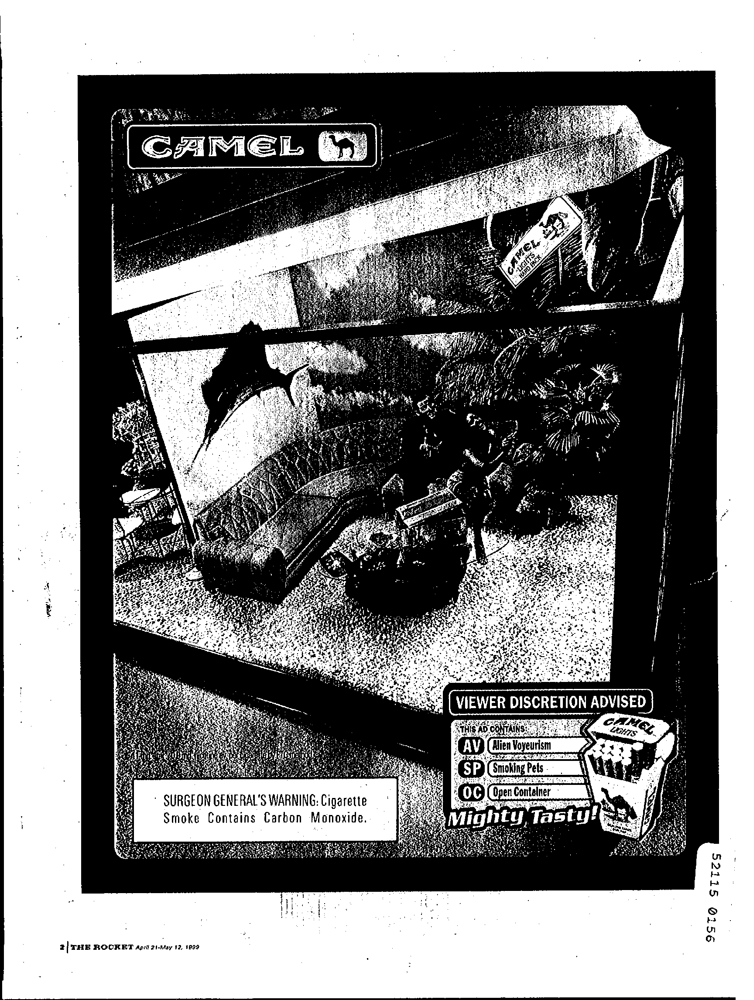 CAMEL
CAMEL
VIEWER DISCRETION ADVISED
THIS AD CONTAINS:
AV Alien Voyeurism
SP Smoking Pets
OC Open Container
Mighty Tasty!
CAMEL
LIGHTS
SURGEON GENERAL'S WARNING: Cigarette
Smoke Contains Carbon Monoxide.
52115 0156
2 THE ROCKET April 21-May 12, 1999